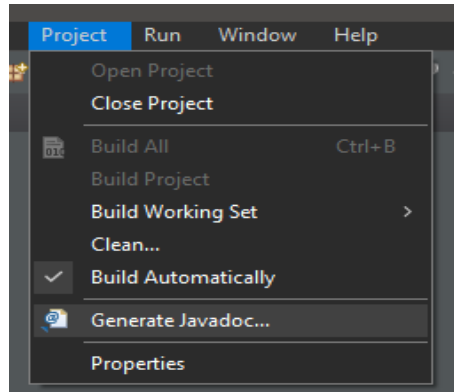 Project Run Window Help
Open Project
Close Project
Build All Ctrl+B
Build Project
Build Working Set >
Clean...
Build Automatically
Generate Javadoc...
Properties